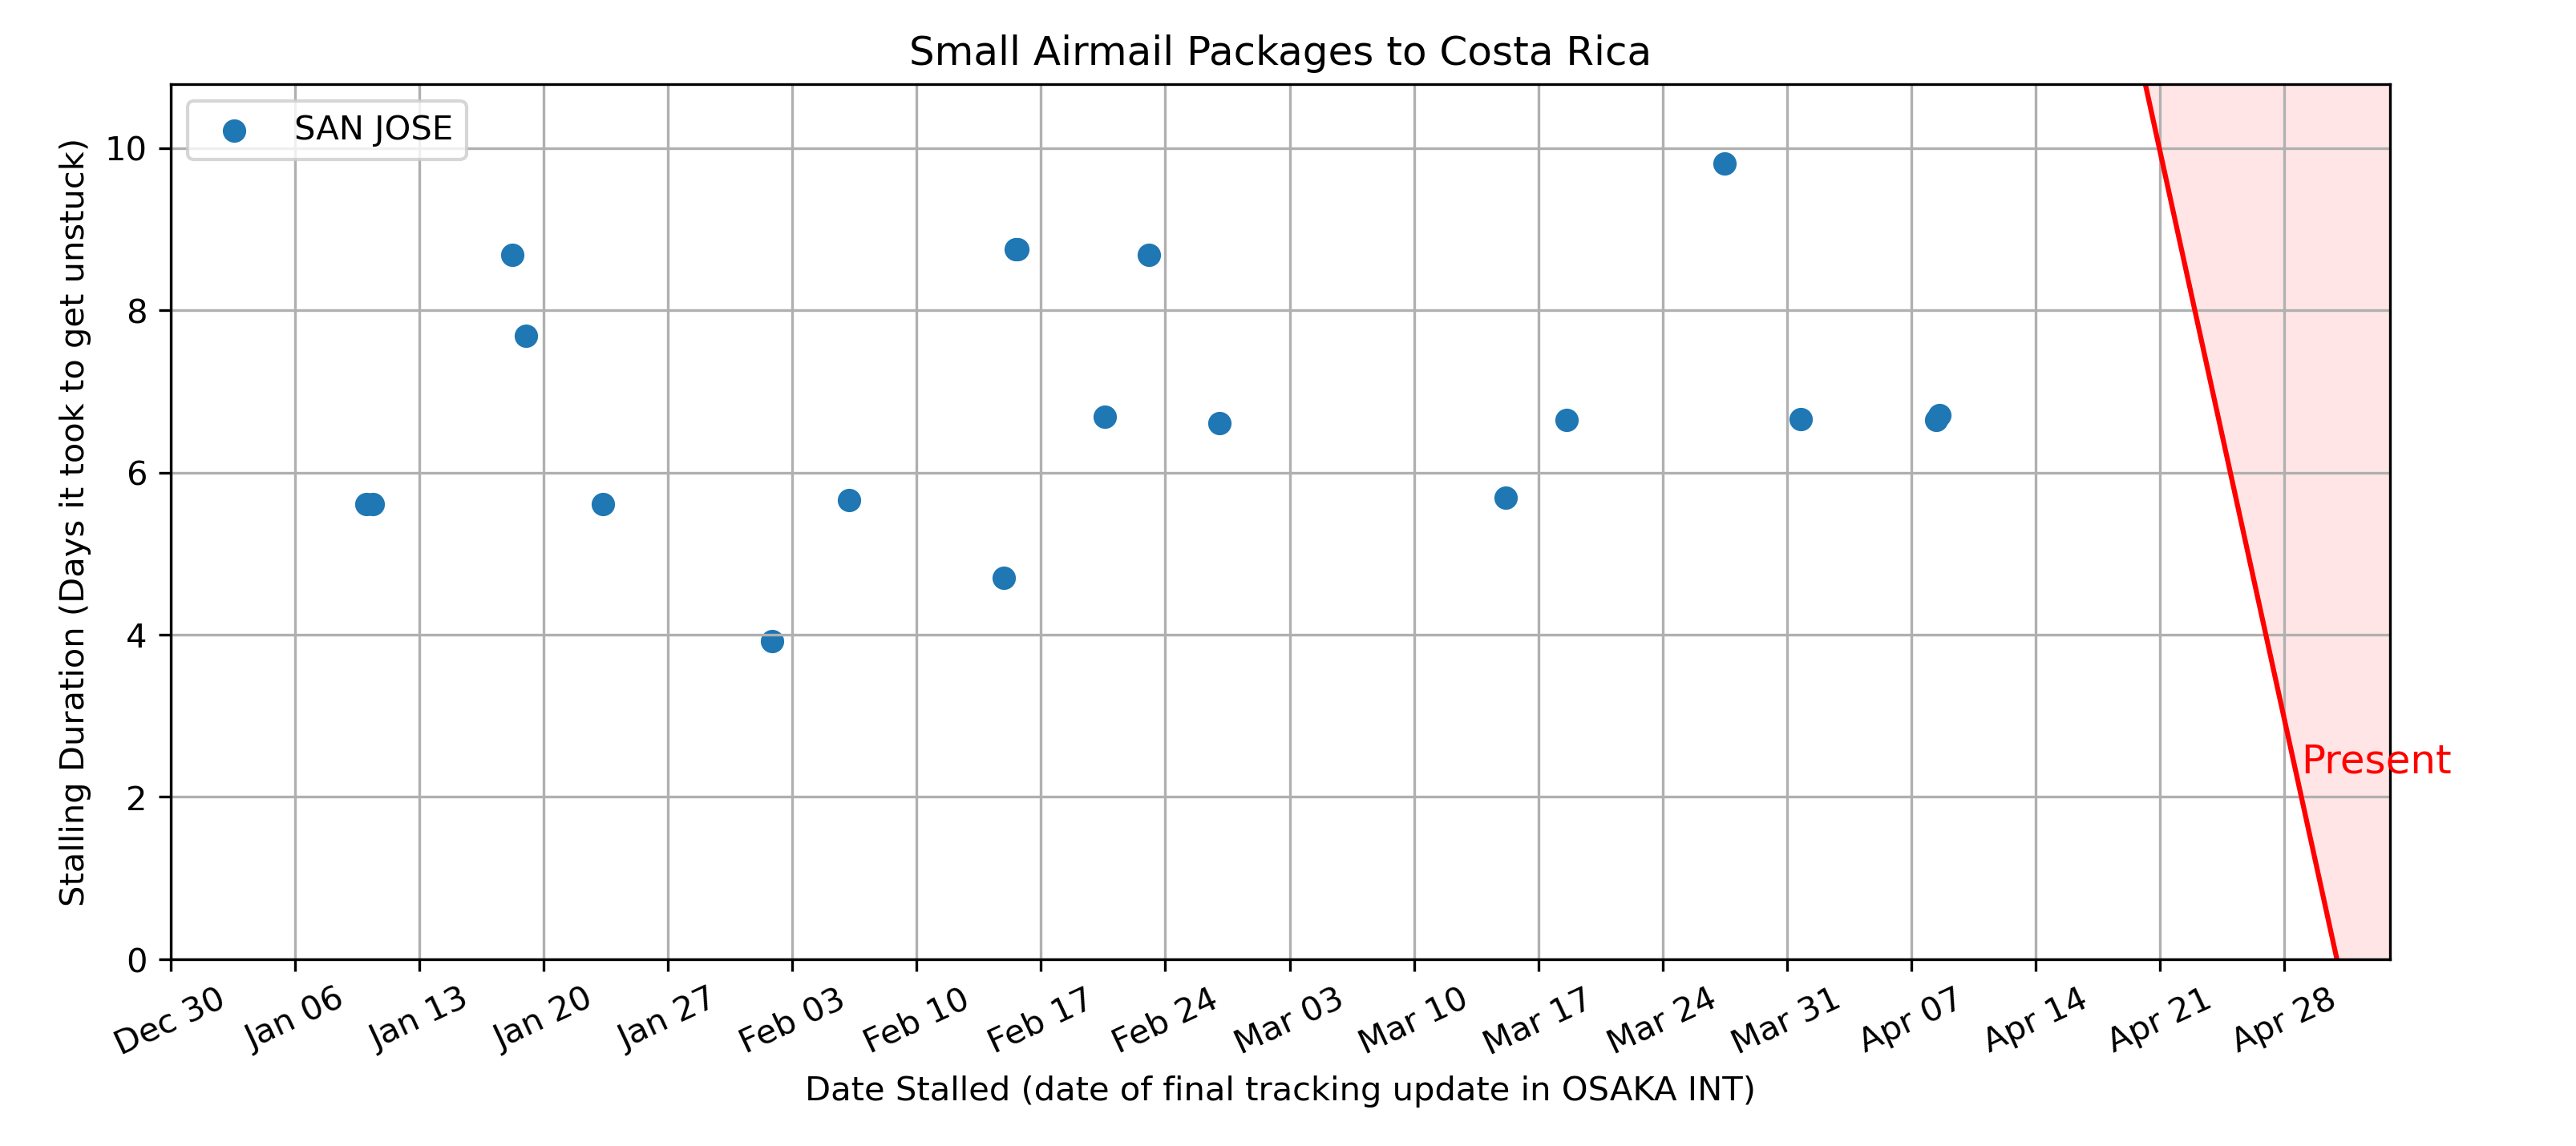 Small Airmail Packages to Costa Rica
SAN JOSE
Stalling Duration (Days it took to get unstuck)
10
8
6
4
2
0
Present
Dec 30
Jan 06
Jan 13
Jan 20
Jan 27
Feb 03
Feb 10
Feb 17
Feb 24
Mar 03
Mar 10
Mar 17
Mar 24
Mar 31
Apr 07
Apr 14
Apr 21
Apr 28
Date Stalled (date of final tracking update in OSAKA INT)